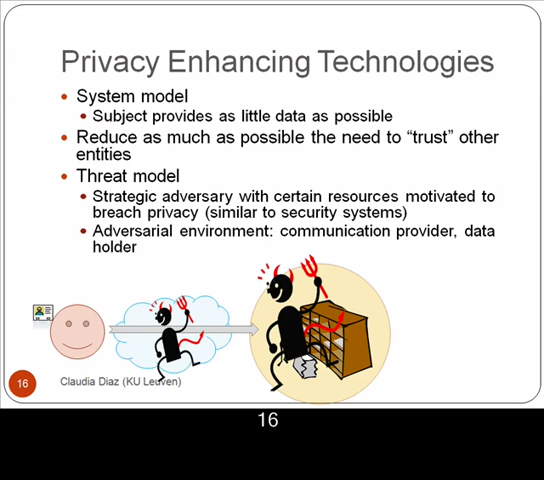 Privacy Enhancing Technologies
• System model
• Subject provides as little data as possible
• Reduce as much as possible the need to “trust” other
entities
• Threat model
• Strategic adversary with certain resources motivated to
breach privacy (similar to security systems)
• Adversarial environment: communication provider, data
holder
16
Claudia Diaz (KU Leuven)
16